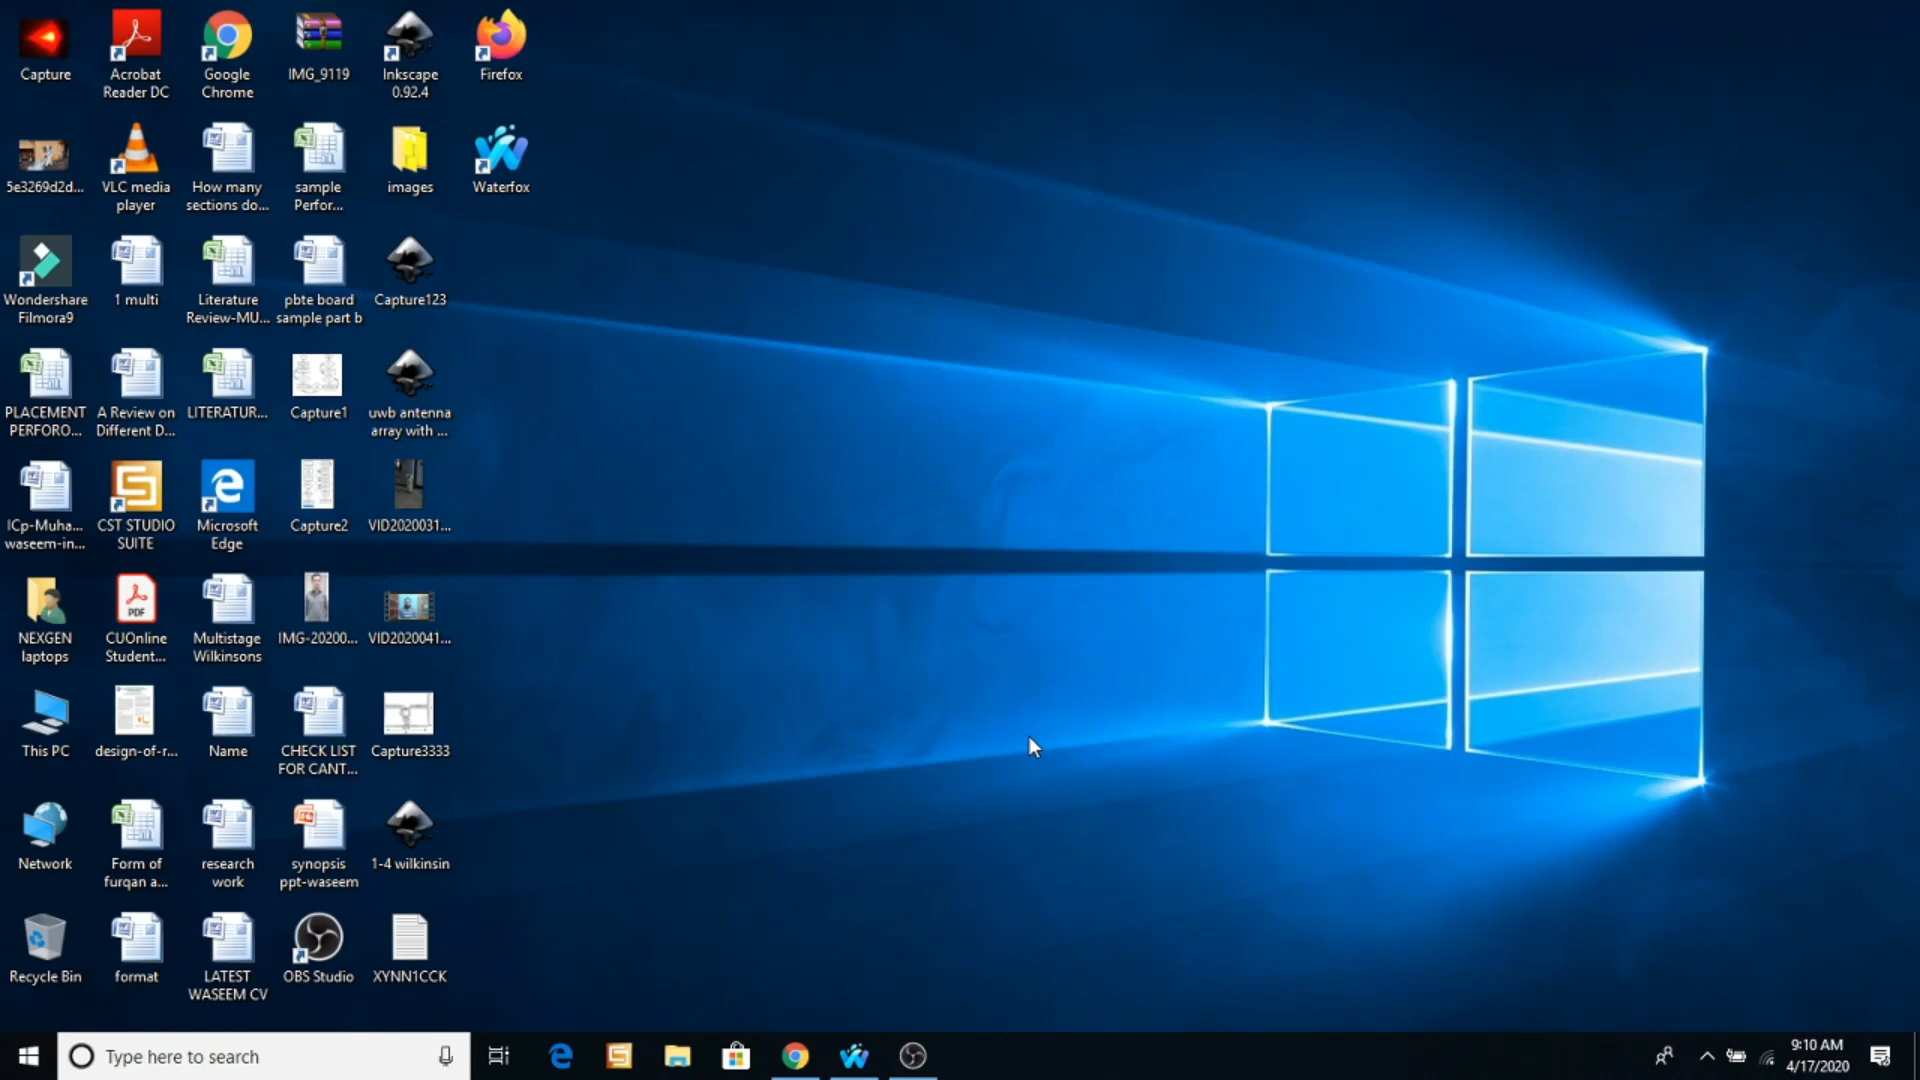 Capture
Acrobat
Reader DC
Google
Chrome
IMG_9119
Inkscape
0.92.4
Firefox
5e3269d2d...
VLC media
player
How many
sections do...
sample
Perfor...
images
Waterfox
Wondershare
Filmora9
1 multi
Literature
Review-MU...
pbte board
sample part b
Capture123
PLACEMENT
PERFORO...
A Review on
Different D...
LITERATUR...
Capture1
uwb antenna
array with ...
ICp-Muha...
waseem-in...
CST STUDIO
SUITE
Microsoft
Edge
Capture2
VID2020031...
NEXGEN
laptops
PDF
CUOnline
Student...
Multistage
Wilkinsons
IMG-20200...
VID2020041...
This PC
design-of-r...
Name
CHECK LIST
FOR CANT...
Capture3333
Network
Form of
furqan a...
research
work
synopsis
ppt-waseem
1-4 wilkinsin
Recycle Bin
format
LATEST
WASEEM CV
OBS Studio
XYNN1CCK
Type here to search
9:10 AM
4/17/2020